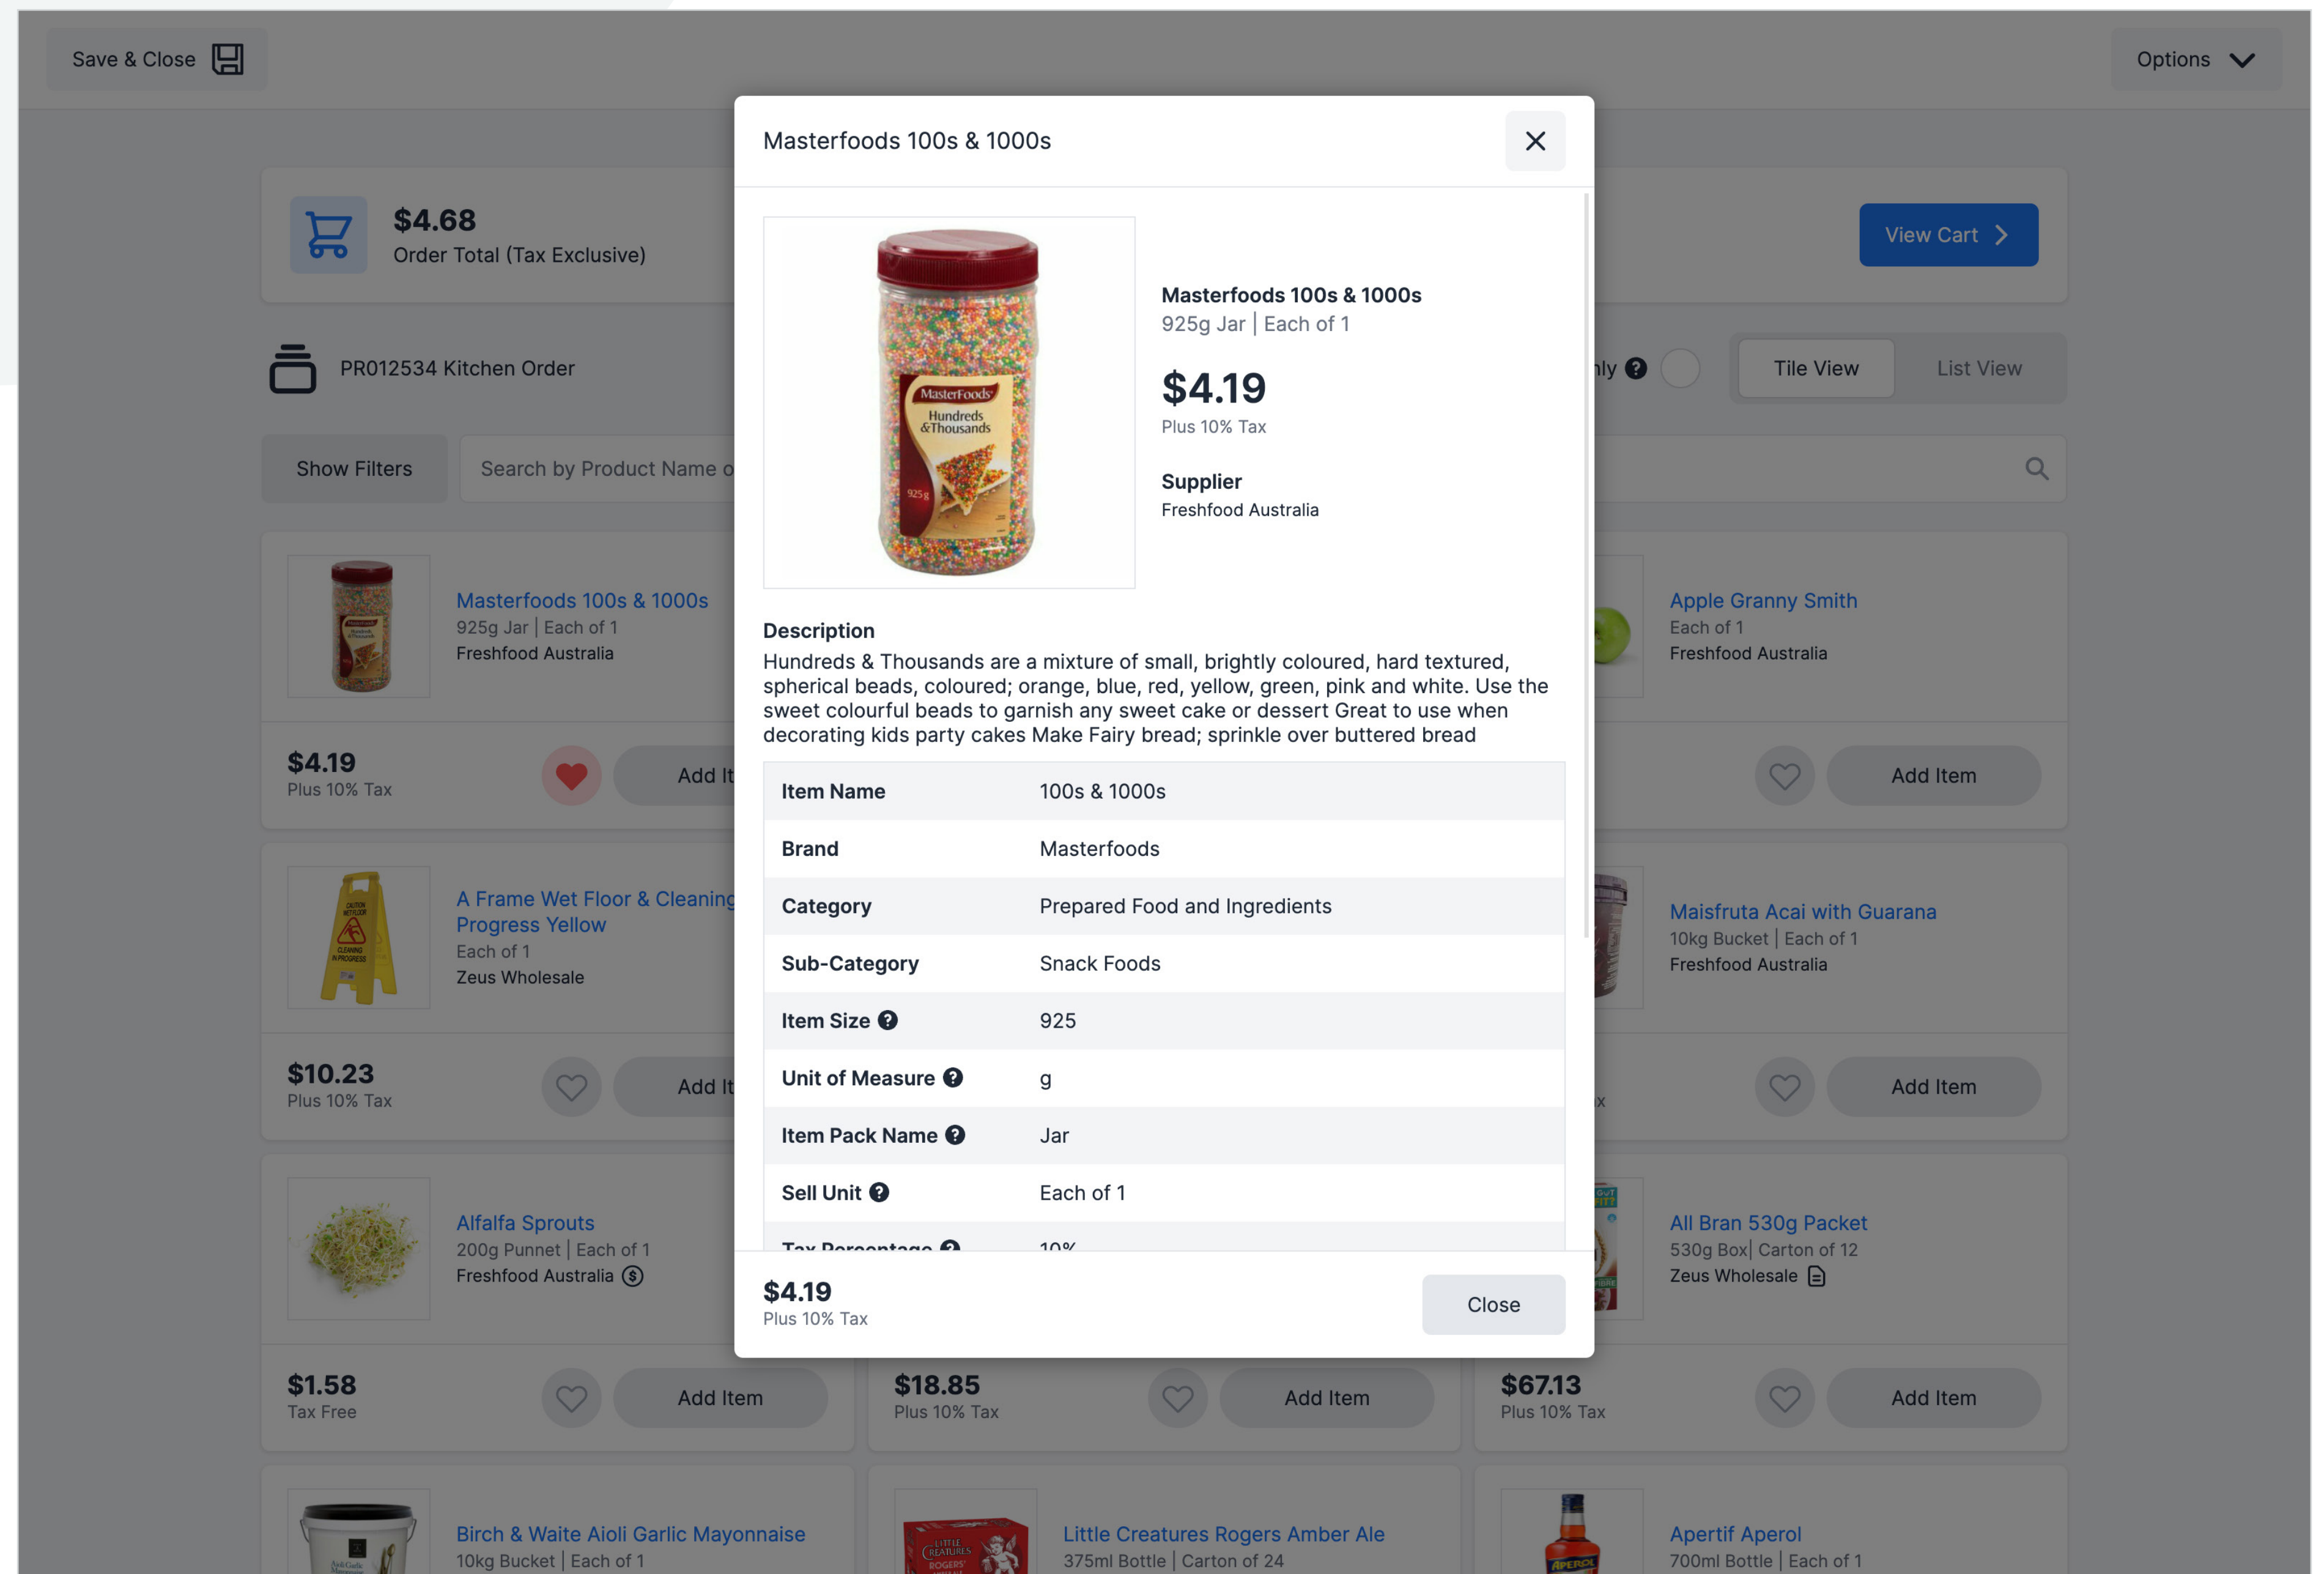 Save & Close
Options
Masterfoods 100s & 1000s
$4.68
Order Total (Tax Exclusive)
View Cart
PR012534 Kitchen Order
Tile View
List View
Show Filters
Search by Product Name
MasterFoods
Hundreds
&Thousands
925g
Masterfoods 100s & 1000s
925g Jar | Each of 1
$4.19
Plus 10% Tax
Supplier
Freshfood Australia
Description
Hundreds & Thousands are a mixture of small, brightly coloured, hard textured,
spherical beads, coloured; orange, blue, red, yellow, green, pink and white. Use the
sweet colourful beads to garnish any sweet cake or dessert Great to use when
decorating kids party cakes Make Fairy bread; sprinkle over buttered bread
Item Name 100s & 1000s
Brand Masterfoods
Category Prepared Food and Ingredients
Sub-Category Snack Foods
Item Size 925
Unit of Measure g
Item Pack Name Jar
Sell Unit Each of 1
Tax Percentage 10%
$4.19
Plus 10% Tax
Close
Masterfoods 100s & 1000s
925g Jar | Each of 1
Freshfood Australia
$4.19
Plus 10% Tax
Add
Apple Granny Smith
Each of 1
Freshfood Australia
Add Item
CAUTION
WET FLOOR
CLEANING
IN PROGRESS
A Frame Wet Floor & Cleaning
Progress Yellow
Each of 1
Zeus Wholesale
$10.23
Plus 10% Tax
Add
Maisfruta Acai with Guarana
10kg Bucket | Each of 1
Freshfood Australia
Add Item
Alfalfa Sprouts
200g Punnet | Each of 1
Freshfood Australia
$1.58
Tax Free
Add Item
$18.85
Plus 10% Tax
Add Item
All Bran 530g Packet
530g Box| Carton of 12
Zeus Wholesale
$67.13
Plus 10% Tax
Add Item
Birch & Waite Aioli Garlic Mayonnaise
10kg Bucket | Each of 1
LITTLE
CREATURES
ROGERS'
Little Creatures Rogers Amber Ale
375ml Bottle | Carton of 24
APEROL
Apertif Aperol
700ml Bottle | Each of 1